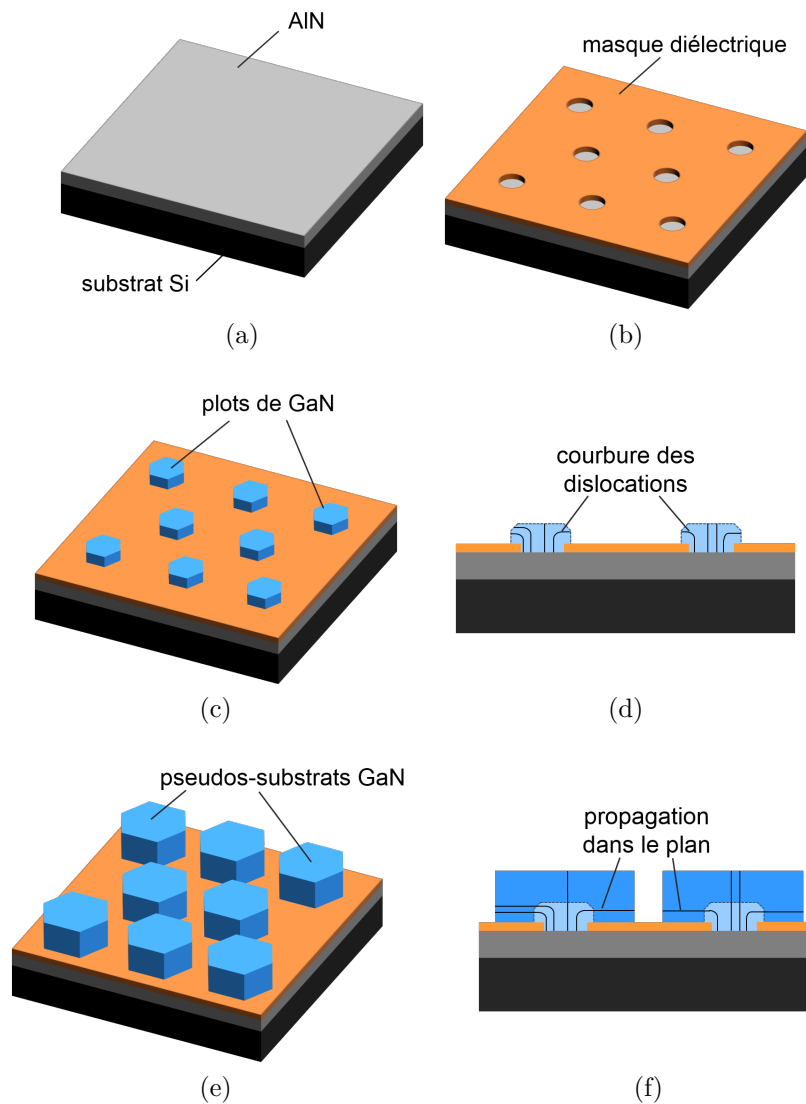 AlN
substrat Si
(a)
masque diélectrique
(b)
plots de GaN
(c)
courbure des
dislocations
(d)
pseudos-substrats GaN
(e)
propagation
dans le plan
(f)